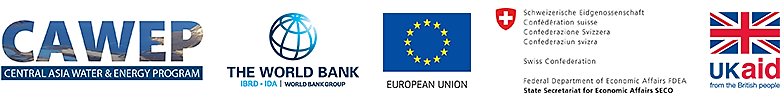 CAWEP
CENTRAL ASIA WATER & ENERGY PROGRAM
THE WORLD BANK
IBRD • IDA | WORLD BANK GROUP
EUROPEAN UNION
Schweizerische Eidgenossenschaft
Confédération suisse
Confederazione Svizzera
Confederaziun svizra
Swiss Confederation
Federal Department of Economic Affairs FDEA
State Secretariat for Economic Affairs SECO
UKaid
from the British people